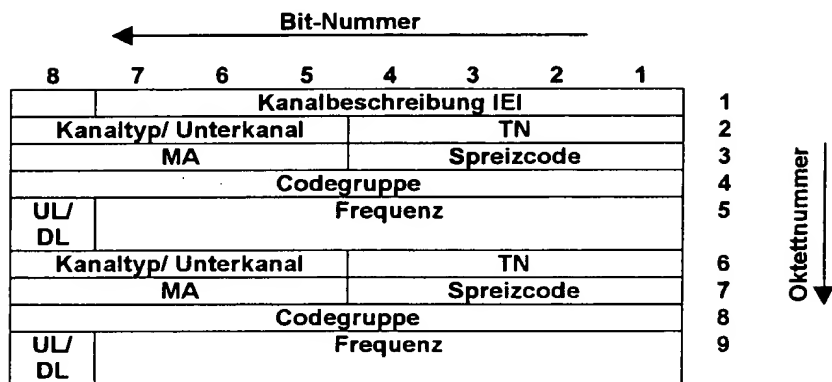 Bit-Nummer
8 7 6 5 4 3 2 1
Kanalbeschreibung IEI 1
Kanaltyp/ Unterkanal TN 2
MA Spreizcode 3
Codegruppe 4
UL/ DL Frequenz 5
Kanaltyp/ Unterkanal TN 6
MA Spreizcode 7
Codegruppe 8
UL/ DL Frequenz 9
Oktettnummer